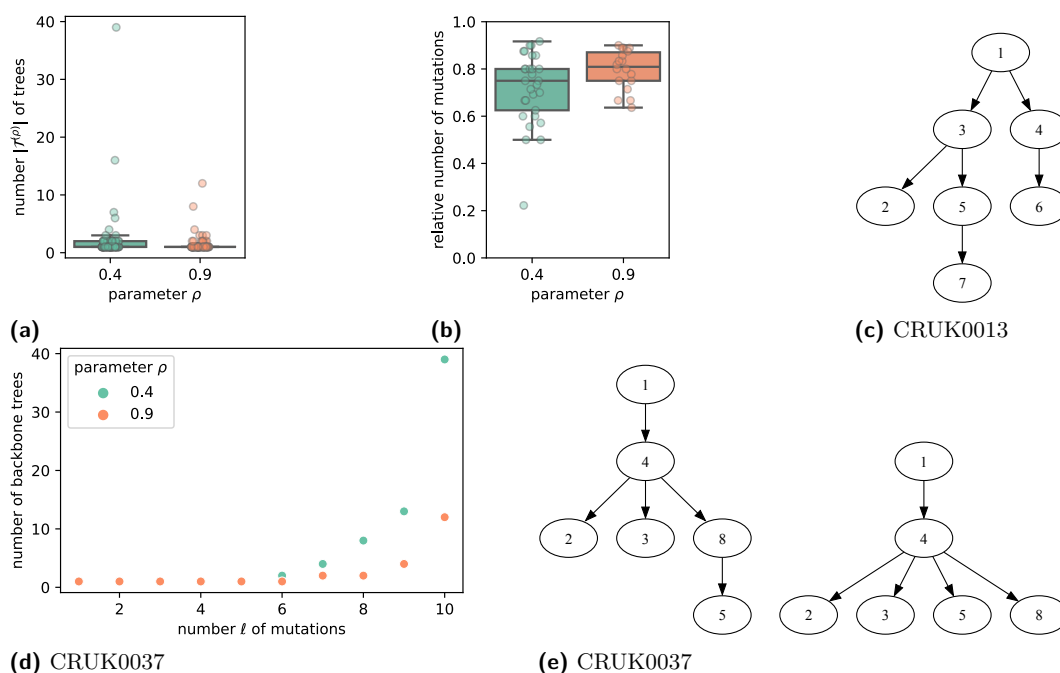 40
30
20
10
0
number |𝒯⁽ᵖ⁾| of trees
0.4 0.9
parameter ρ
(a)
1.0
0.8
0.6
0.4
0.2
0.0
relative number of mutations
0.4 0.9
parameter ρ
(b)
1
3 4
2 5 6
7
(c) CRUK0013
40
30
20
10
0
number of backbone trees
parameter ρ
0.4
0.9
2 4 6 8 10
number ℓ of mutations
(d) CRUK0037
1
4
2 3 8
5
1
4
2 3 5 8
(e) CRUK0037